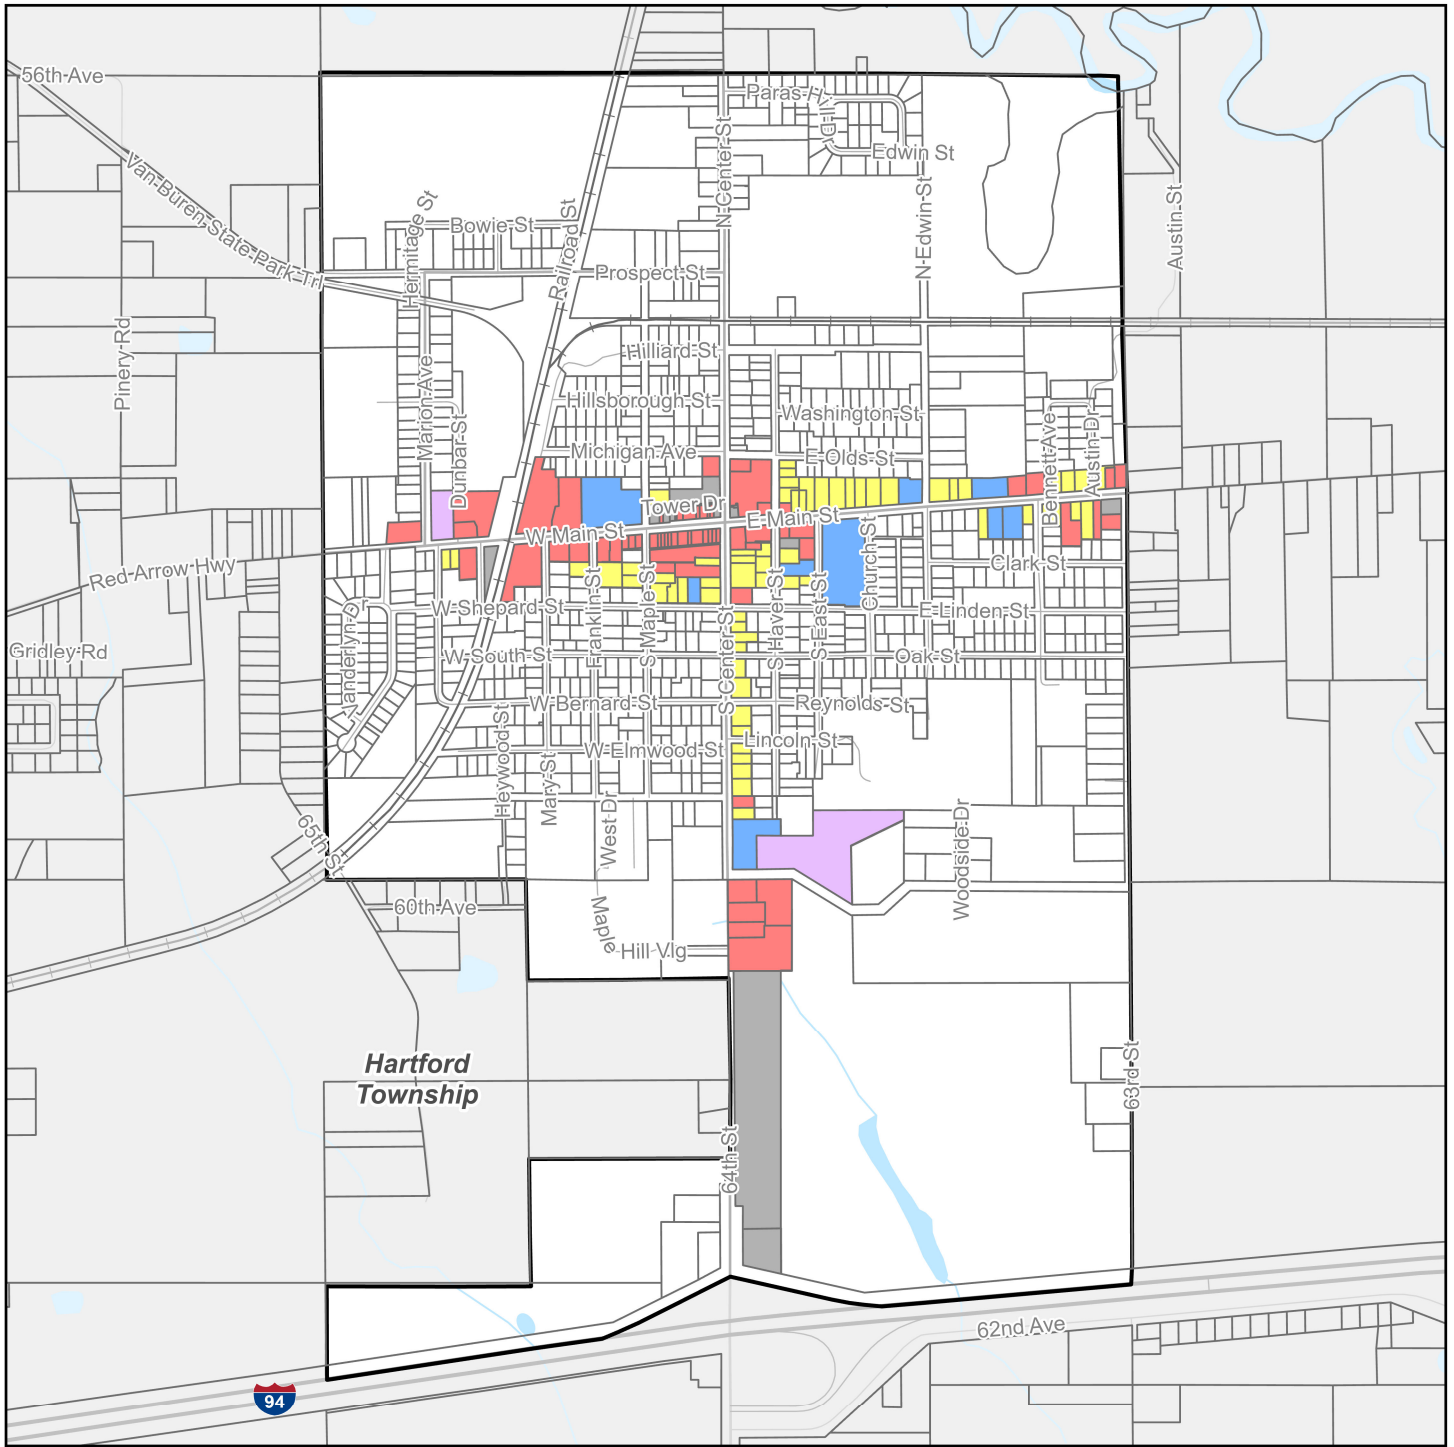 56th Ave
Paras H
ill Dr
Edwin St
Van Buren State Park Trl
N Center St
Hermitage St
Bowie St
Railroad St
N Edwin St
Austin St
Prospect St
Pinery Rd
Hilliard St
Marion Ave
Hillsborough St
Washington St
Dunbar St
Michigan Ave
E Olds St
Bennett Ave
Austin Dr
Tower Dr
W Main St
E Main St
Church St
Red Arrow Hwy
Clark St
Vanderlyn Dr
W Shepard St
Franklin St
S Maple St
S Haver St
S East St
E Linden St
Gridley Rd
W South St
S Center St
Oak St
W Bernard St
Reynolds St
Heywood St
W Elmwood St
Lincoln St
Mary St
West Dr
65th St
Woodside Dr
60th Ave
Maple
Hill Vlg
Hartford
Township
63rd St
64th St
62nd Ave
94